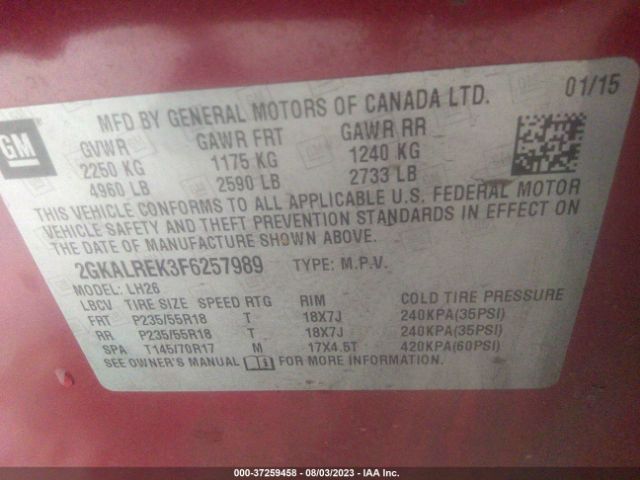 GM
MFD BY GENERAL MOTORS OF CANADA LTD. 01/15
GVWR GAWR FRT GAWR RR
2250 KG 1175 KG 1240 KG
4960 LB 2590 LB 2733 LB
THIS VEHICLE CONFORMS TO ALL APPLICABLE U.S. FEDERAL MOTOR
VEHICLE SAFETY AND THEFT PREVENTION STANDARDS IN EFFECT ON
THE DATE OF MANUFACTURE SHOWN ABOVE.
2GKALREK3F6257989 TYPE: M.P.V.
MODEL: LH26
LBCV TIRE SIZE SPEED RTG RIM COLD TIRE PRESSURE
FRT P235/55R18 T 18X7J 240KPA(35PSI)
RR P235/55R18 T 18X7J 240KPA(35PSI)
SPA T145/70R17 M 17X4.5T 420KPA(60PSI)
SEE OWNER'S MANUAL FOR MORE INFORMATION.
000-37259458 - 08/03/2023 - IAA Inc.